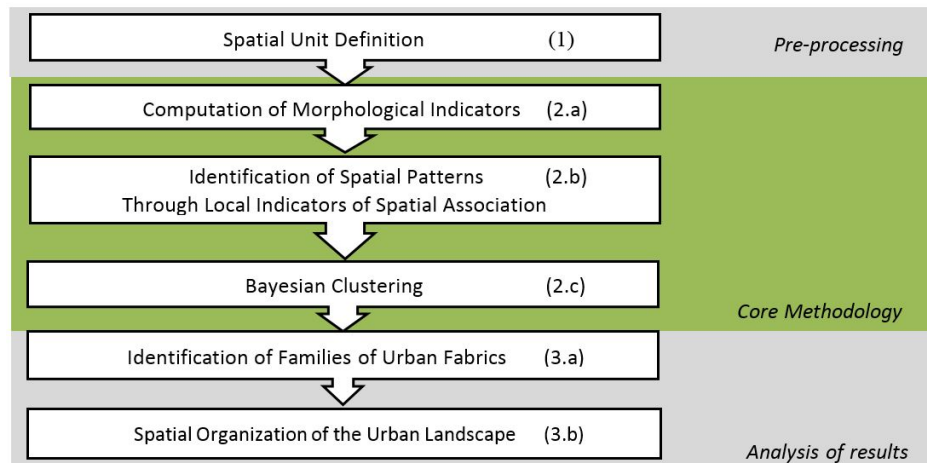 Spatial Unit Definition (1)
Pre-processing
Computation of Morphological Indicators (2.a)
Identification of Spatial Patterns (2.b)
Through Local Indicators of Spatial Association
Bayesian Clustering (2.c)
Core Methodology
Identification of Families of Urban Fabrics (3.a)
Spatial Organization of the Urban Landscape (3.b)
Analysis of results